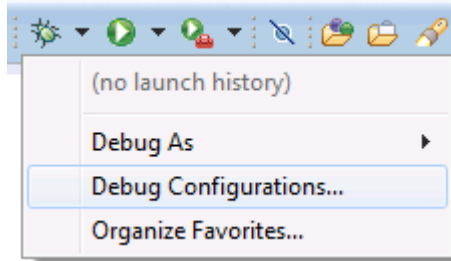 (no launch history)
Debug As
Debug Configurations...
Organize Favorites...